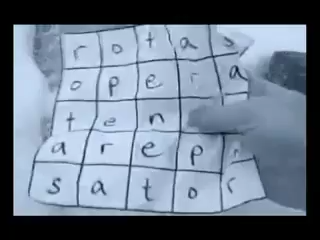 r o t a s
o p e r a
t e n
a r e p
s a t o r